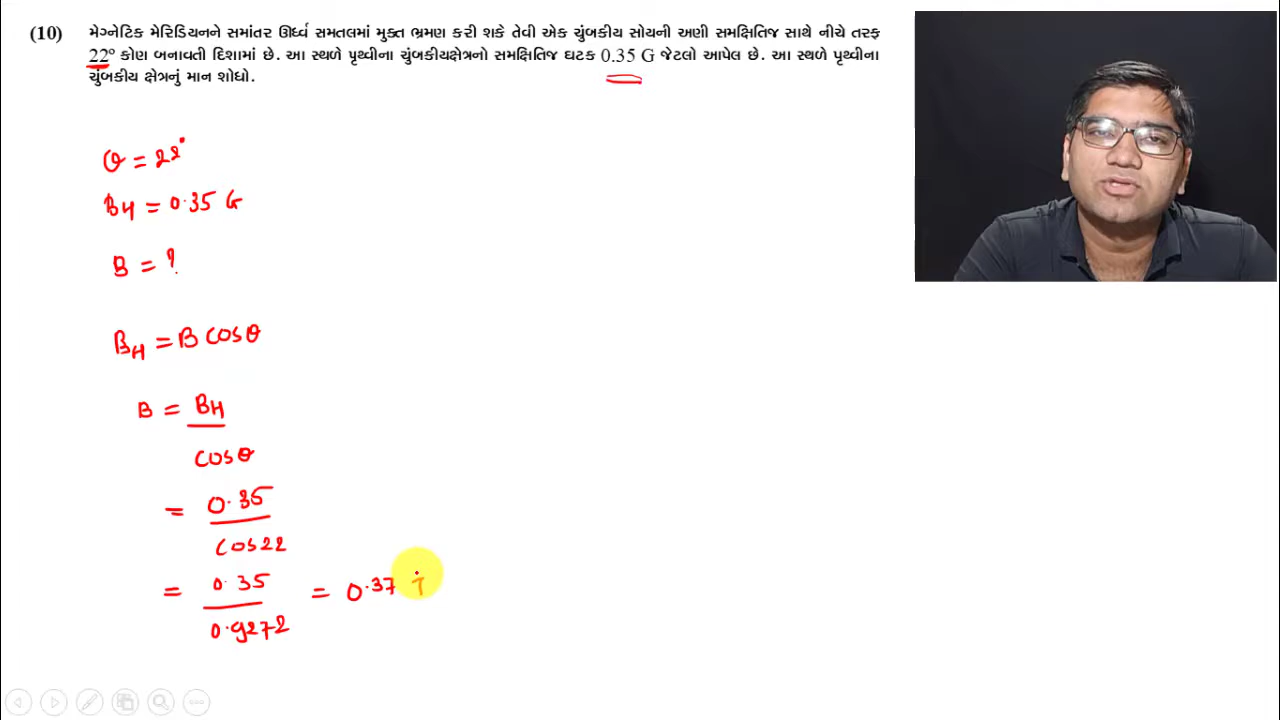 (10) મેગ્નેટિક મેરિડિયનને સમાંતર ઊર્ધ્વ સમતલમાં મુક્ત ભ્રમણ કરી શકે તેવી એક ચુંબકીય સોયની અણી સમક્ષિતિજ સાથે નીચે તરફ
22° કોણ બનાવતી દિશામાં છે. આ સ્થળે પૃથ્વીના ચુંબકીયક્ષેત્રનો સમક્ષિતિજ ઘટક 0.35 G જેટલો આપેલ છે. આ સ્થળે પૃથ્વીના
ચુંબકીય ક્ષેત્રનું માન શોધો.
θ = 22°
BH = 0.35 G
B = ?
BH = B cosθ
B = BH
cosθ
= 0.35
cos22
= 0.35 = 0.37
0.9272